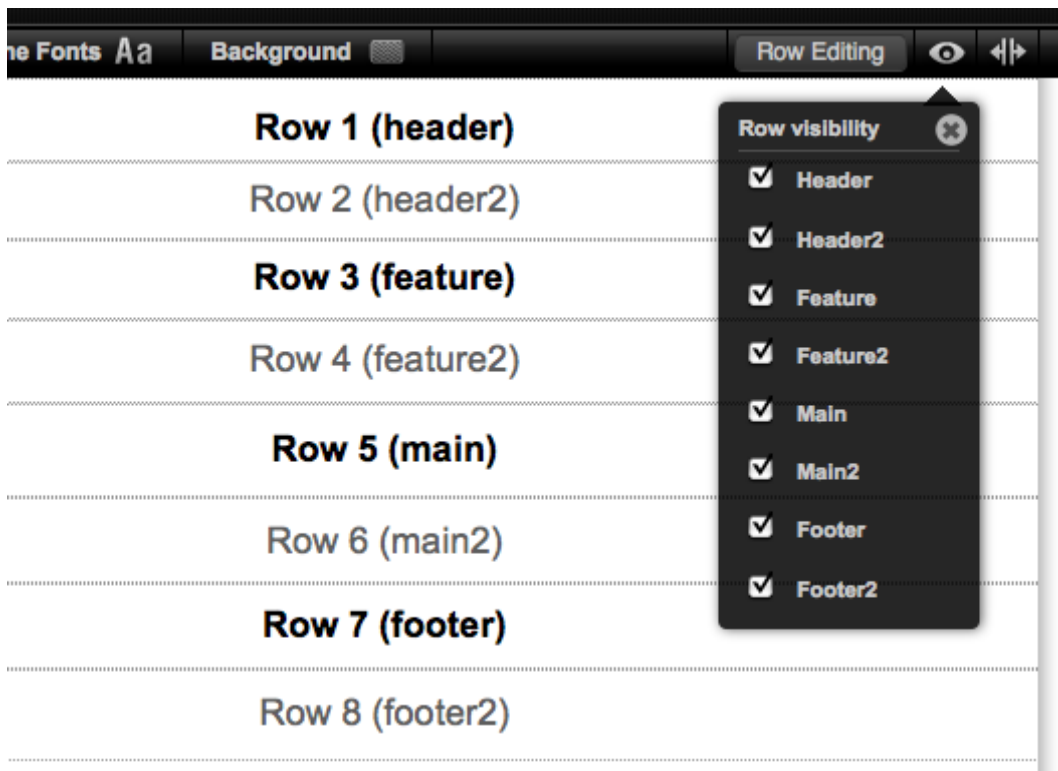 ne Fonts Aa Background Row Editing
Row 1 (header)
Row 2 (header2)
Row 3 (feature)
Row 4 (feature2)
Row 5 (main)
Row 6 (main2)
Row 7 (footer)
Row 8 (footer2)
Row visibility
Header
Header2
Feature
Feature2
Main
Main2
Footer
Footer2